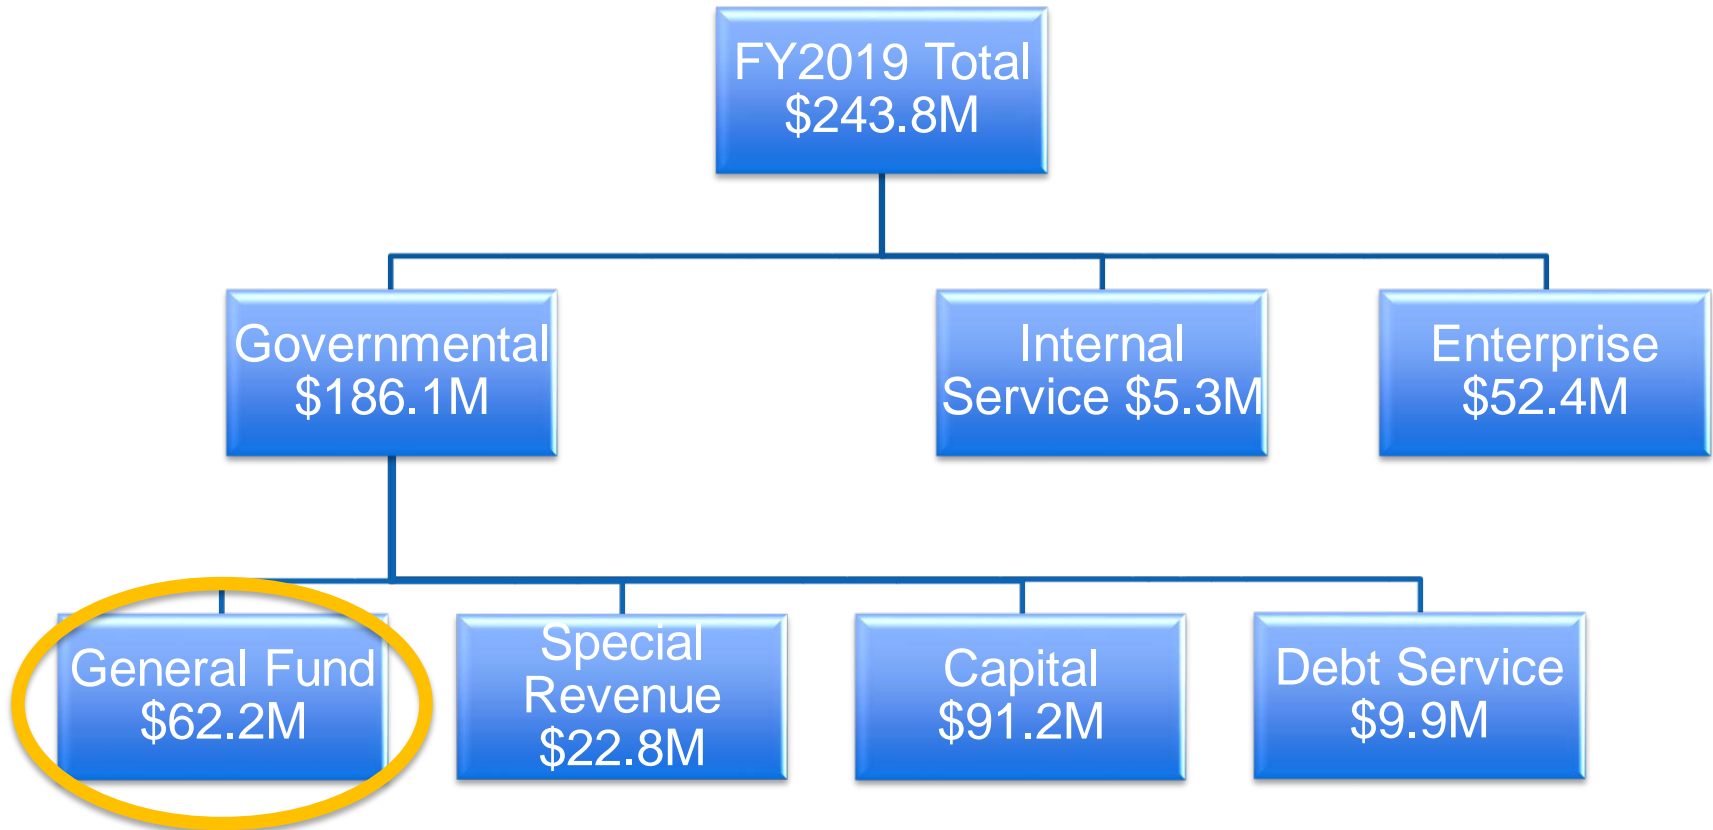 FY2019 Total
$243.8M
Governmental
$186.1M
Internal
Service $5.3M
Enterprise
$52.4M
General Fund
$62.2M
Special
Revenue
$22.8M
Capital
$91.2M
Debt Service
$9.9M